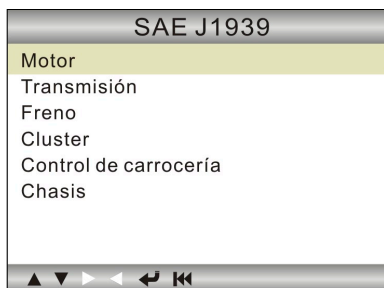 SAE J1939
Motor
Transmisión
Freno
Cluster
Control de carrocería
Chasis